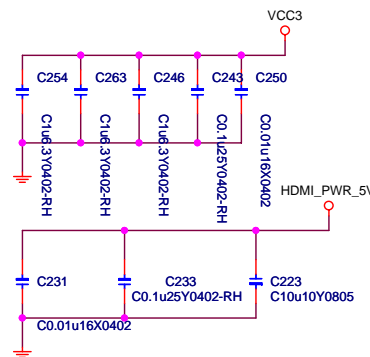 VCC3
C254
C263
C246
C243
C250
C1u6.3Y0402-RH
C1u6.3Y0402-RH
C1u6.3Y0402-RH
C0.1u25Y0402-RH
C0.01u16X0402
HDMI_PWR_5V
C231
C233
C223
C0.1u25Y0402-RH
C10u10Y0805
C0.01u16X0402